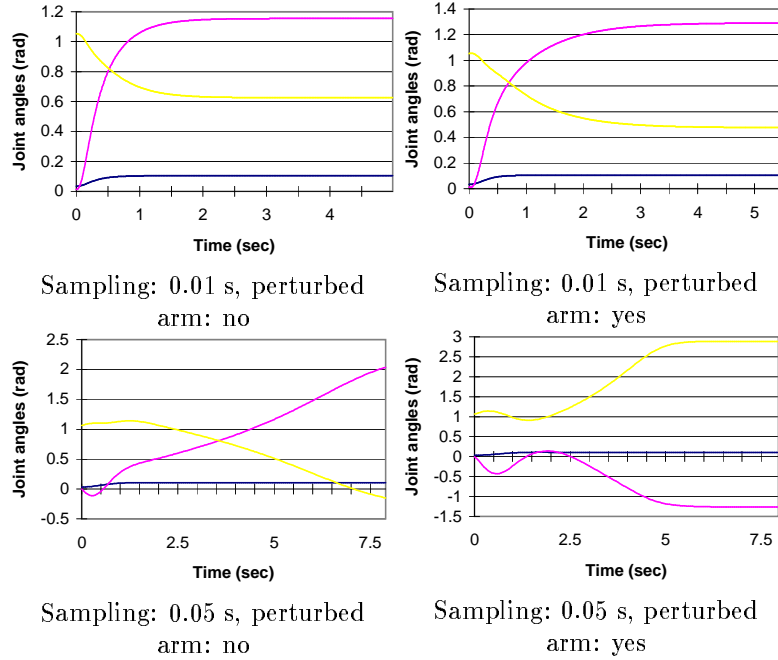 1.2
1
0.8
0.6
0.4
0.2
0
Joint angles (rad)
0 1 2 3 4
Time (sec)
Sampling: 0.01 s, perturbed
arm: no
1.4
1.2
1
0.8
0.6
0.4
0.2
0
Joint angles (rad)
0 1 2 3 4 5
Time (sec)
Sampling: 0.01 s, perturbed
arm: yes
2.5
2
1.5
1
0.5
0
-0.5
Joint angles (rad)
0 2.5 5 7.5
Time (sec)
Sampling: 0.05 s, perturbed
arm: no
3
2.5
2
1.5
1
0.5
0
-0.5
-1
-1.5
Joint angles (rad)
0 2.5 5 7.5
Time (sec)
Sampling: 0.05 s, perturbed
arm: yes